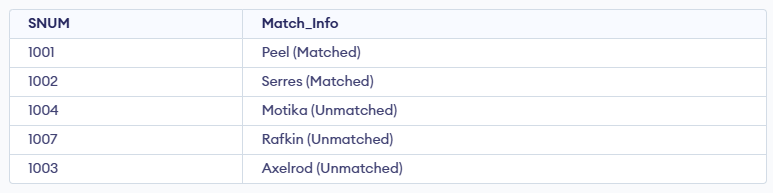 SNUM Match_Info
1001 Peel (Matched)
1002 Serres (Matched)
1004 Motika (Unmatched)
1007 Rafkin (Unmatched)
1003 Axelrod (Unmatched)